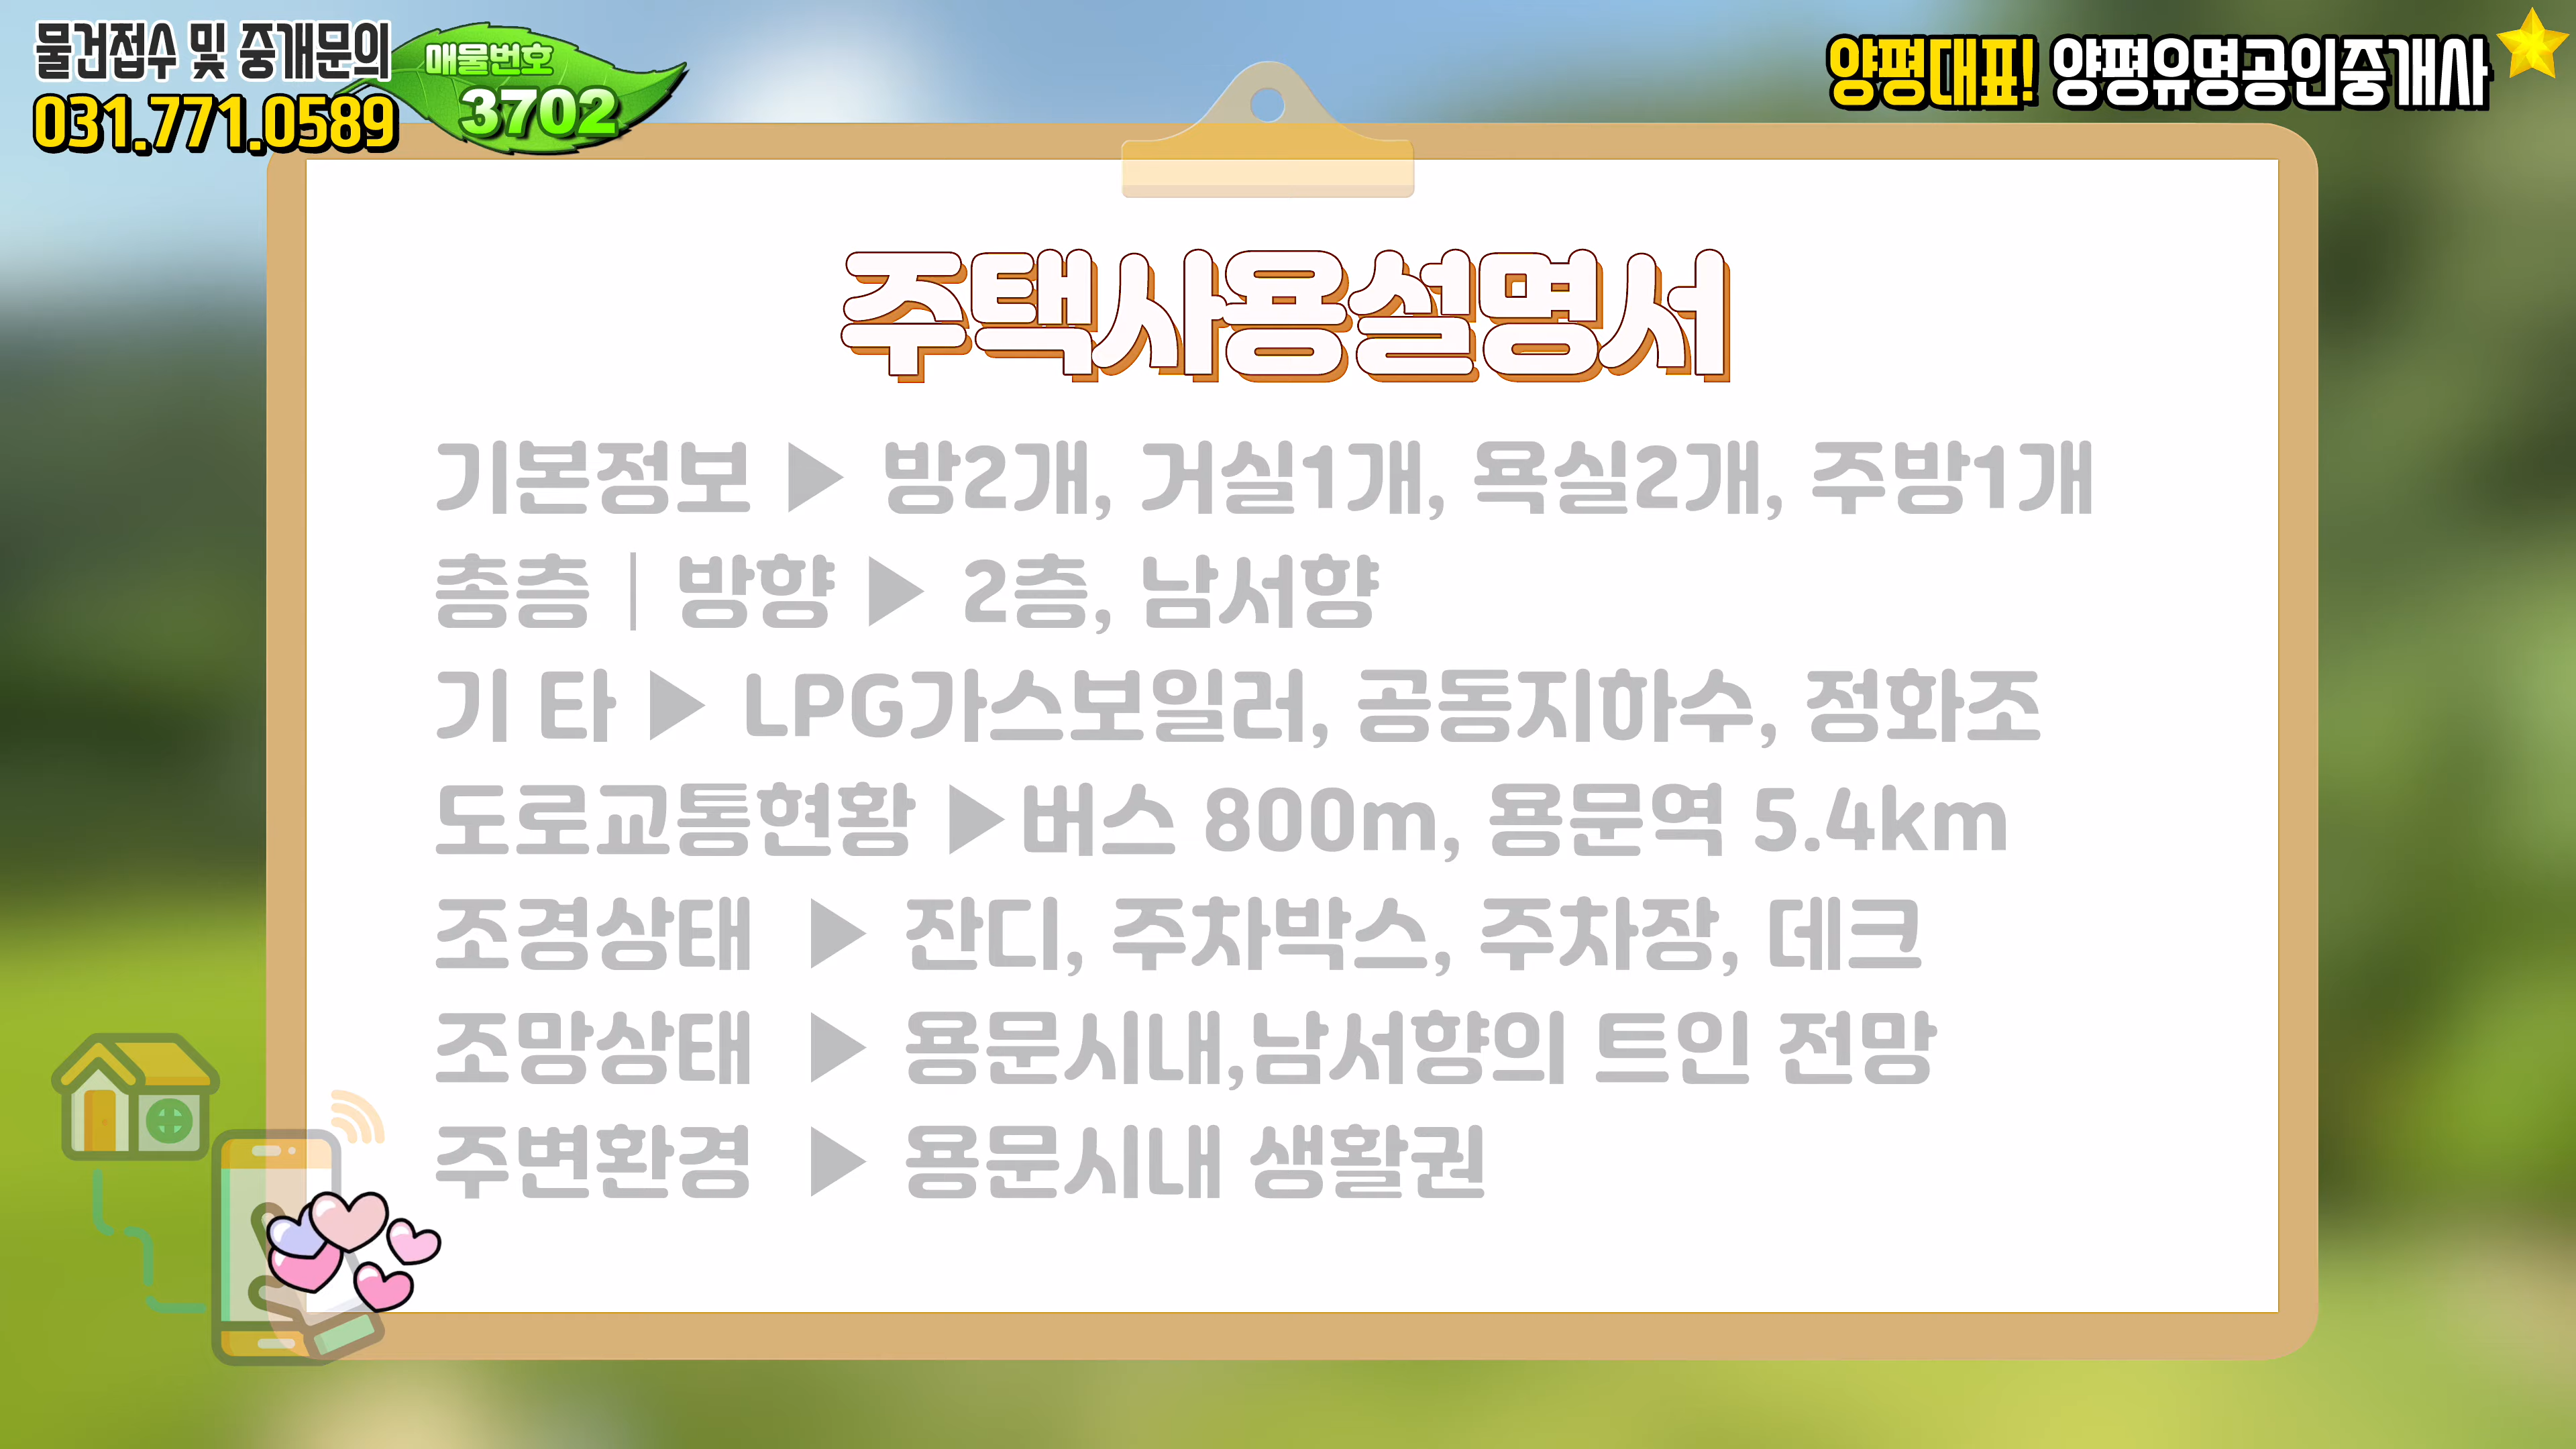 물건접수 및 중개문의
031.771.0589
매물번호
3702
양평대표! 양평유명공인중개사
주택사용설명서
기본정보 ▶ 방2개, 거실1개, 욕실2개, 주방1개
총층 | 방향 ▶ 2층, 남서향
기 타 ▶ LPG가스보일러, 공동지하수, 정화조
도로교통현황 ▶버스 800m, 용문역 5.4km
조경상태 ▶ 잔디, 주차박스, 주차장, 데크
조망상태 ▶ 용문시내,남서향의 트인 전망
주변환경 ▶ 용문시내 생활권